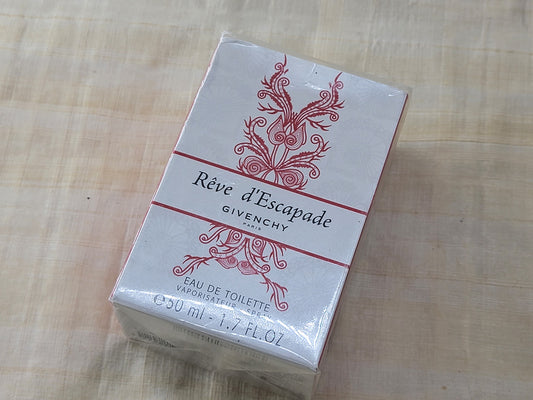 Rêve d'Escapade
GIVENCHY
PARIS
EAU DE TOILETTE
VAPORISATEUR - SPRAY
℮50 ml - 1.7 FL.OZ